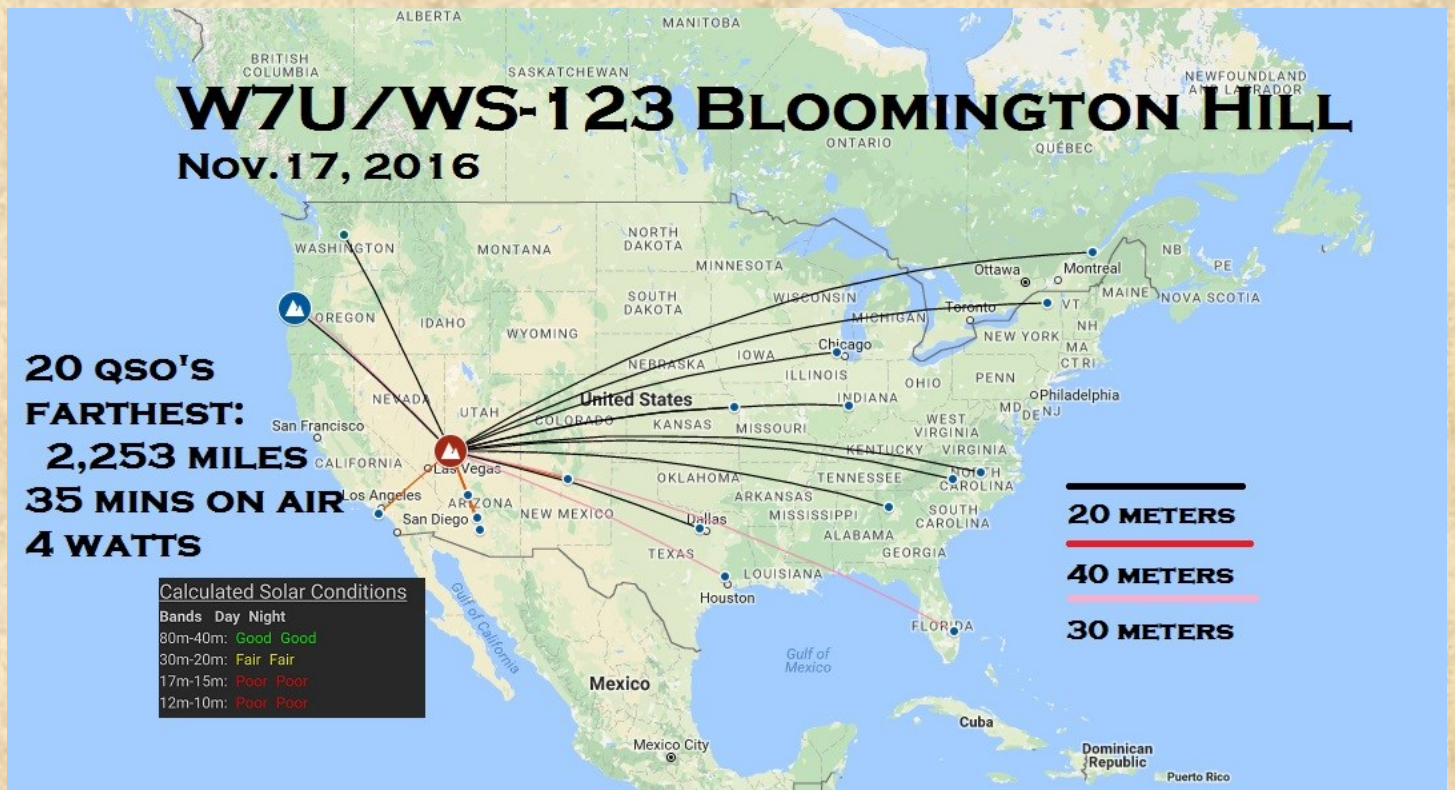 ALBERTA
MANITOBA
BRITISH
COLUMBIA
SASKATCHEWAN
NEWFOUNDLAND
AND LABRADOR
W7U/WS-123 BLOOMINGTON HILL
ONTARIO
QUÉBEC
NOV.17, 2016
WASHINGTON
MONTANA
NORTH
DAKOTA
MINNESOTA
Ottawa
Montreal
NB
PE
MAINE
NOVA SCOTIA
OREGON
IDAHO
SOUTH
DAKOTA
WISCONSIN
MICHIGAN
Toronto
VT
NH
WYOMING
NEW YORK
MA
CT RI
Chicago
IOWA
NEBRASKA
ILLINOIS
OHIO
PENN
Philadelphia
20 QSO'S
FARTHEST:
2,253 MILES
35 MINS ON AIR
4 WATTS
NEVADA
UTAH
COLORADO
United States
KANSAS
MISSOURI
INDIANA
MD
DE
NJ
WEST
VIRGINIA
KENTUCKY
VIRGINIA
San Francisco
CALIFORNIA
Las Vegas
Los Angeles
ARIZONA
San Diego
NEW MEXICO
OKLAHOMA
ARKANSAS
TENNESSEE
NORTH
CAROLINA
MISSISSIPPI
SOUTH
CAROLINA
Dallas
ALABAMA
GEORGIA
TEXAS
LOUISIANA
Houston
FLORIDA
20 METERS
40 METERS
30 METERS
Calculated Solar Conditions
Bands Day Night
80m-40m: Good Good
30m-20m: Fair Fair
17m-15m: Poor Poor
12m-10m: Poor Poor
Gulf of California
Gulf of
Mexico
Mexico
Mexico City
Cuba
Dominican
Republic
Puerto Rico